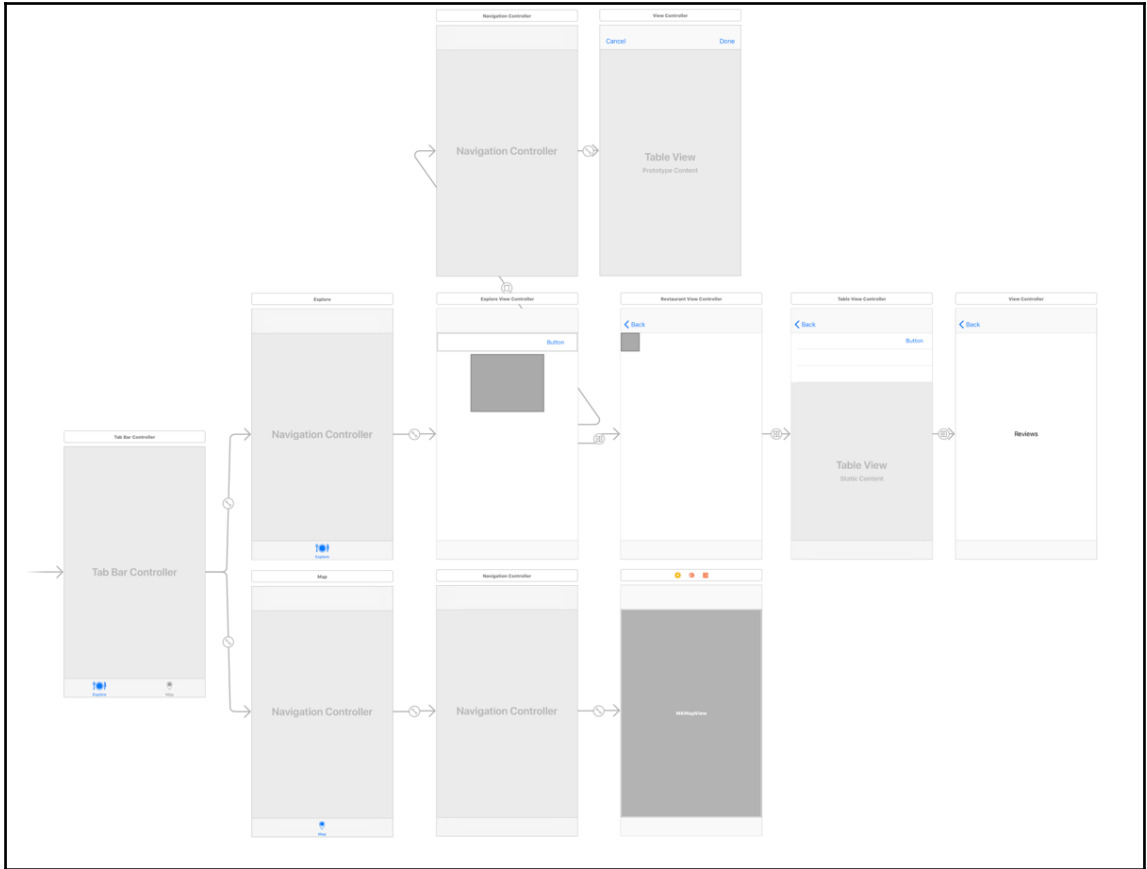 Navigation Controller
View Controller
Cancel
Done
Navigation Controller
Table View
Prototype Content
Explore
Explore View Controller
Restaurant View Controller
Table View Controller
View Controller
Back
Back
Back
Button
Button
Tab Bar Controller
Navigation Controller
Reviews
Table View
Static Content
Explore
Tab Bar Controller
Map
Navigation Controller
Explore
Map
Navigation Controller
Navigation Controller
MKMapView
Map